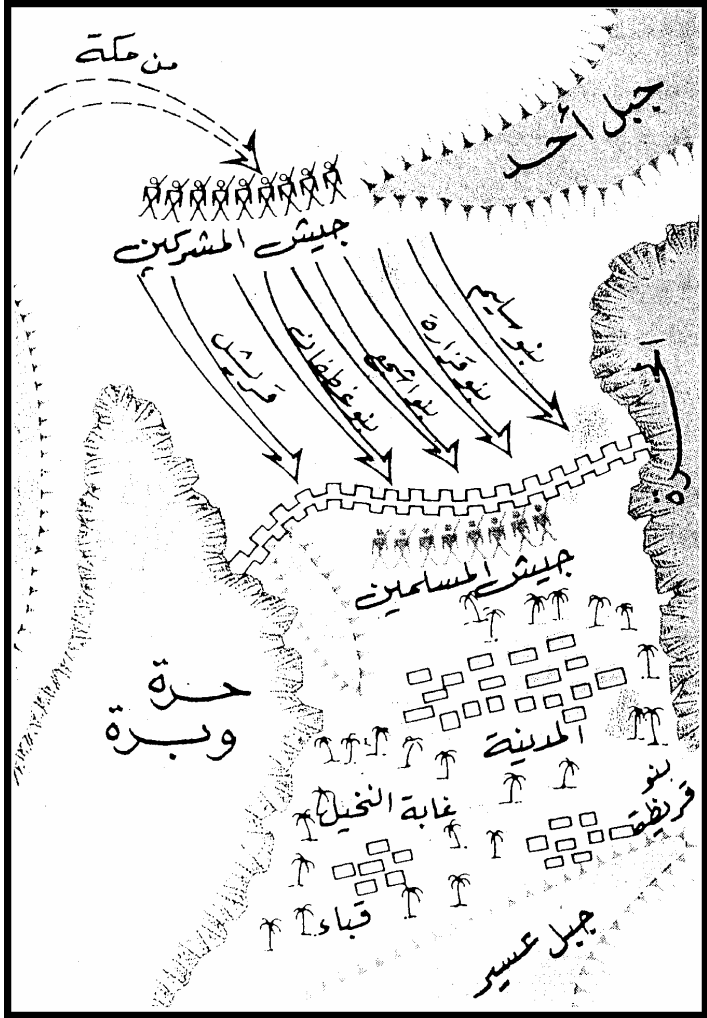 من مكة
جبل أحد
جيش المشركين
قريش
بنو غطفان
بنو أشجع
بنو فزارة
بنو سليم
الحرة
جيش المسلمين
حرة
وبرة
المدينة
غابة النخيل
بنو
قريظة
قباء
جبل عسير